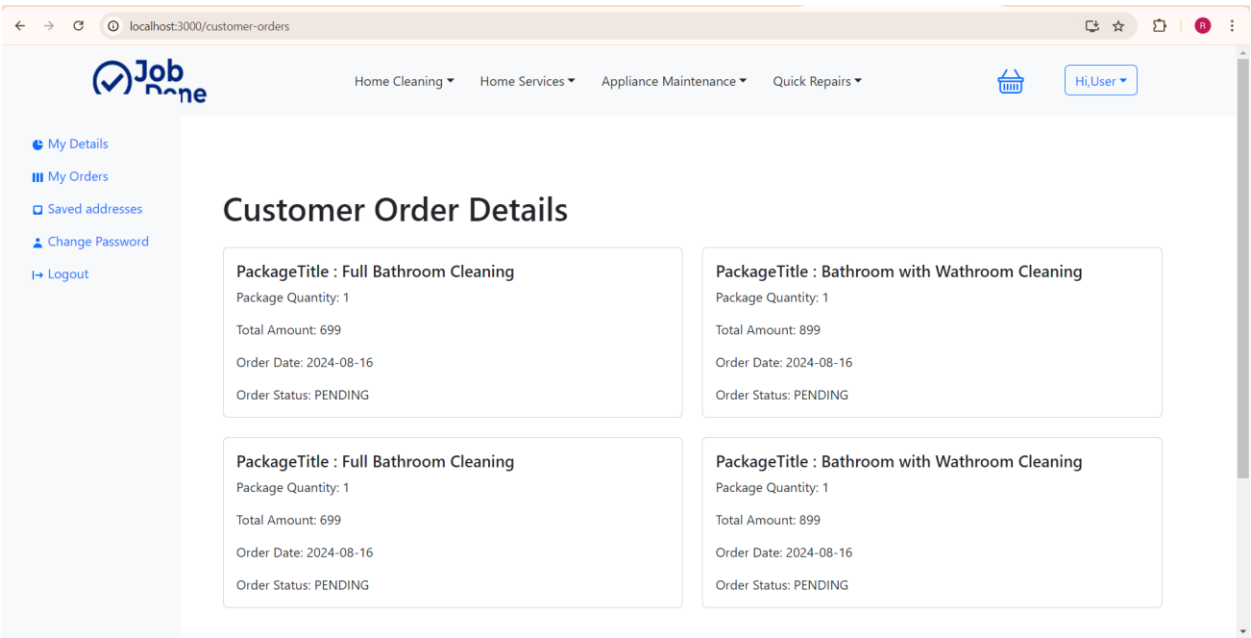 localhost:3000/customer-orders
R
Job
Done
Home Cleaning
Home Services
Appliance Maintenance
Quick Repairs
Hi,User
My Details
My Orders
Saved addresses
Change Password
Logout
Customer Order Details
PackageTitle : Full Bathroom Cleaning
Package Quantity: 1
Total Amount: 699
Order Date: 2024-08-16
Order Status: PENDING
PackageTitle : Bathroom with Wathroom Cleaning
Package Quantity: 1
Total Amount: 899
Order Date: 2024-08-16
Order Status: PENDING
PackageTitle : Full Bathroom Cleaning
Package Quantity: 1
Total Amount: 699
Order Date: 2024-08-16
Order Status: PENDING
PackageTitle : Bathroom with Wathroom Cleaning
Package Quantity: 1
Total Amount: 899
Order Date: 2024-08-16
Order Status: PENDING